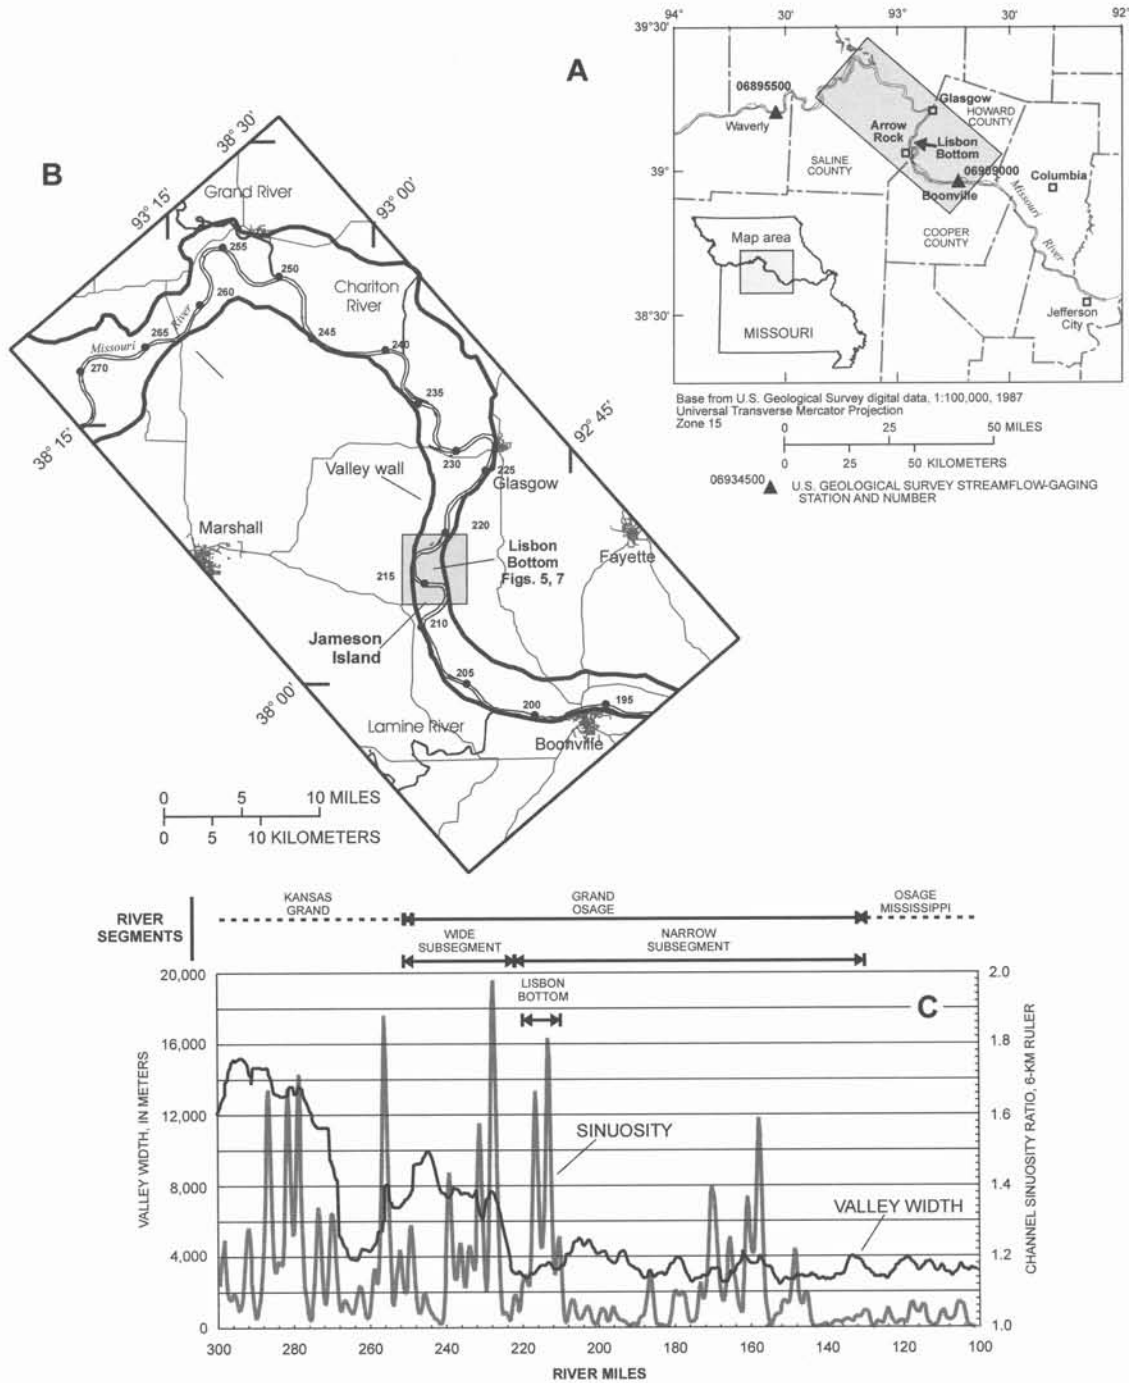 A
94°
30'
93°
30'
92°
39°30'
39°
38°30'
06895500
Waverly
Glasgow
HOWARD
COUNTY
Arrow
Rock
Lisbon
Bottom
SALINE
COUNTY
06909000
Boonville
Columbia
Missouri
River
COOPER
COUNTY
Map area
MISSOURI
Jefferson
City
Base from U.S. Geological Survey digital data, 1:100,000, 1987
Universal Transverse Mercator Projection
Zone 15
0 25 50 MILES
0 25 50 KILOMETERS
06934500
U.S. GEOLOGICAL SURVEY STREAMFLOW-GAGING
STATION AND NUMBER
B
38° 30'
93° 15'
93° 00'
Grand River
255
250
Chariton
River
260
265
Missouri River
270
245
240
235
38° 15'
92° 45'
230
225
Glasgow
Valley wall
Marshall
220
Lisbon
Bottom
Figs. 5, 7
Fayette
215
210
Jameson
Island
205
38° 00'
200
195
Lamine River
Boonville
0 5 10 MILES
0 5 10 KILOMETERS
RIVER
SEGMENTS
KANSAS
GRAND
GRAND
OSAGE
OSAGE
MISSISSIPPI
WIDE
SUBSEGMENT
NARROW
SUBSEGMENT
LISBON
BOTTOM
C
VALLEY WIDTH, IN METERS
20,000
16,000
12,000
8,000
4,000
0
SINUOSITY
VALLEY WIDTH
2.0
1.8
1.6
1.4
1.2
1.0
CHANNEL SINUOSITY RATIO, 6-KM RULER
300 280 260 240 220 200 180 160 140 120 100
RIVER MILES